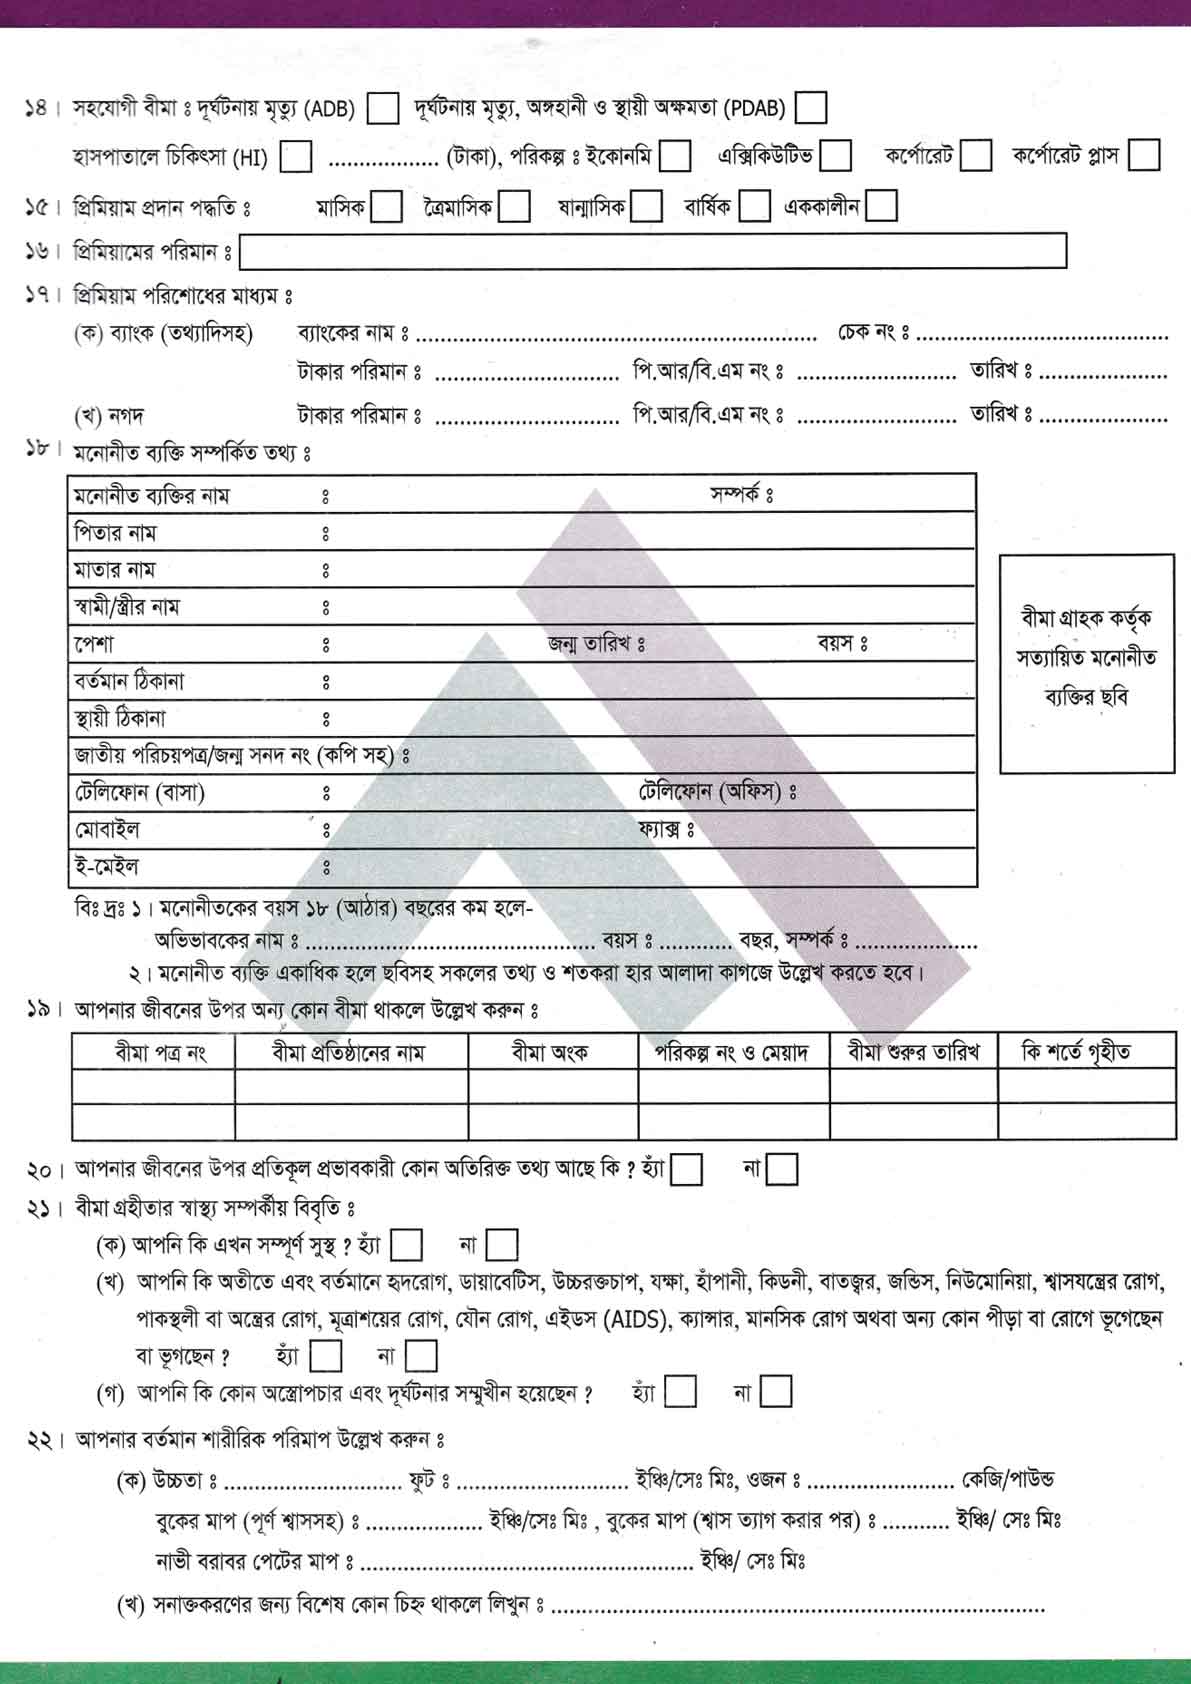 ১৪। সহযোগী বীমা ঃ দূর্ঘটনায় মৃত্যু (ADB) দূর্ঘটনায় মৃত্যু, অঙ্গহানী ও স্থায়ী অক্ষমতা (PDAB)
হাসপাতালে চিকিৎসা (HI) ................... (টাকা), পরিকল্প ঃ ইকোনমি এক্সিকিউটিভ কর্পোরেট কর্পোরেট প্লাস
১৫। প্রিমিয়াম প্রদান পদ্ধতি ঃ মাসিক ত্রৈমাসিক ষান্মাসিক বার্ষিক এককালীন
১৬। প্রিমিয়ামের পরিমান ঃ
১৭। প্রিমিয়াম পরিশোধের মাধ্যম ঃ
(ক) ব্যাংক (তথ্যাদিসহ) ব্যাংকের নাম ঃ ................................................................ চেক নং ঃ ........................................
টাকার পরিমান ঃ .............................. পি.আর/বি.এম নং ঃ .......................... তারিখ ঃ .....................
(খ) নগদ টাকার পরিমান ঃ .............................. পি.আর/বি.এম নং ঃ .......................... তারিখ ঃ .....................
১৮। মনোনীত ব্যক্তি সম্পর্কিত তথ্য ঃ
মনোনীত ব্যক্তির নাম ঃ সম্পর্ক ঃ
পিতার নাম ঃ
মাতার নাম ঃ
স্বামী/স্ত্রীর নাম ঃ
পেশা ঃ জন্ম তারিখ ঃ বয়স ঃ
বর্তমান ঠিকানা ঃ
স্থায়ী ঠিকানা ঃ
জাতীয় পরিচয়পত্র/জন্ম সনদ নং (কপি সহ) ঃ
টেলিফোন (বাসা) ঃ টেলিফোন (অফিস) ঃ
মোবাইল ঃ ফ্যাক্স ঃ
ই-মেইল ঃ
বীমা গ্রাহক কর্তৃক
সত্যায়িত মনোনীত
ব্যক্তির ছবি
বিঃ দ্রঃ ১। মনোনীতকের বয়স ১৮ (আঠার) বছরের কম হলে-
অভিভাবকের নাম ঃ ................................................ বয়স ঃ ............ বছর, সম্পর্ক ঃ ....................
২। মনোনীত ব্যক্তি একাধিক হলে ছবিসহ সকলের তথ্য ও শতকরা হার আলাদা কাগজে উল্লেখ করতে হবে।
১৯। আপনার জীবনের উপর অন্য কোন বীমা থাকলে উল্লেখ করুন ঃ
বীমা পত্র নং বীমা প্রতিষ্ঠানের নাম বীমা অংক পরিকল্প নং ও মেয়াদ বীমা শুরুর তারিখ কি শর্তে গৃহীত
২০। আপনার জীবনের উপর প্রতিকূল প্রভাবকারী কোন অতিরিক্ত তথ্য আছে কি ? হ্যাঁ না
২১। বীমা গ্রহীতার স্বাস্থ্য সম্পর্কীয় বিবৃতি ঃ
(ক) আপনি কি এখন সম্পূর্ণ সুস্থ ? হ্যাঁ না
(খ) আপনি কি অতীতে এবং বর্তমানে হৃদরোগ, ডায়াবেটিস, উচ্চরক্তচাপ, যক্ষা, হাঁপানী, কিডনী, বাতজ্বর, জন্ডিস, নিউমোনিয়া, শ্বাসযন্ত্রের রোগ,
পাকস্থলী বা অন্ত্রের রোগ, মূত্রাশয়ের রোগ, যৌন রোগ, এইডস (AIDS), ক্যান্সার, মানসিক রোগ অথবা অন্য কোন পীড়া বা রোগে ভূগেছেন
বা ভূগছেন ? হ্যাঁ না
(গ) আপনি কি কোন অস্ত্রোপচার এবং দূর্ঘটনার সম্মুখীন হয়েছেন ? হ্যাঁ না
২২। আপনার বর্তমান শারীরিক পরিমাপ উল্লেখ করুন ঃ
(ক) উচ্চতা ঃ ............................. ফুট ঃ ............................ ইঞ্চি/সেঃ মিঃ, ওজন ঃ ........................ কেজি/পাউন্ড
বুকের মাপ (পূর্ণ শ্বাসসহ) ঃ ................... ইঞ্চি/সেঃ মিঃ , বুকের মাপ (শ্বাস ত্যাগ করার পর) ঃ ........... ইঞ্চি/ সেঃ মিঃ
নাভী বরাবর পেটের মাপ ঃ ...................................................... ইঞ্চি/ সেঃ মিঃ
(খ) সনাক্তকরণের জন্য বিশেষ কোন চিহ্ন থাকলে লিখুন ঃ ................................................................................